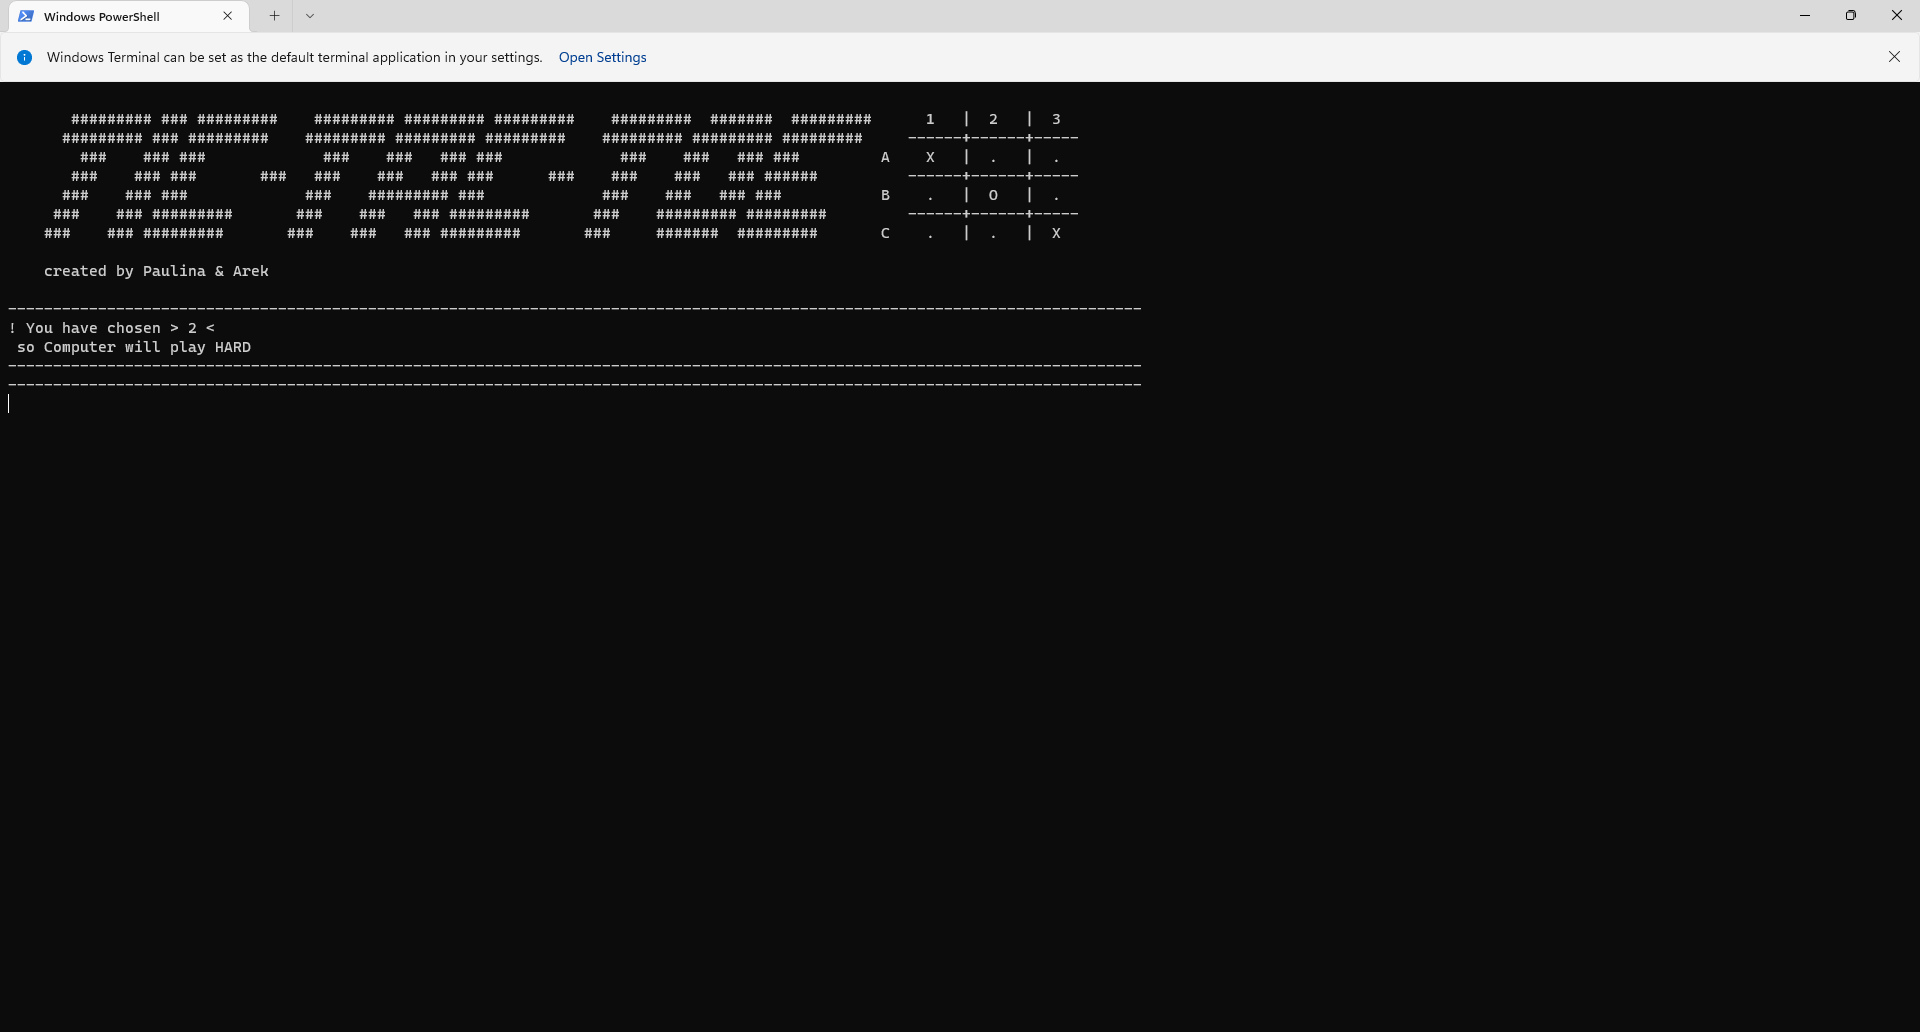 Windows PowerShell
Windows Terminal can be set as the default terminal application in your settings. Open Settings
         ######### ### #########    ######### ######### #########    #########  #######  #########      1   |  2   |  3
      ######### ### #########    ######### ######### #########    ######### ######### #########     ------+------+-----
        ###    ### ###             ###    ###   ### ###             ###    ###   ### ###         A    X   |  .   |  .
       ###    ### ###       ###   ###    ###   ### ###      ###    ###    ###   ### ######          ------+------+-----
      ###    ### ###             ###    ######### ###             ###    ###   ### ###           B    .   |  O   |  .
     ###    ### #########       ###    ###   ### #########       ###    ######### #########         ------+------+-----
    ###    ### #########       ###    ###   ### #########       ###     #######  #########       C    .   |  .   |  X
    created by Paulina & Arek
------------------------------------------------------------------------------------------------------------------------------
! You have chosen > 2 <
 so Computer will play HARD
------------------------------------------------------------------------------------------------------------------------------
------------------------------------------------------------------------------------------------------------------------------